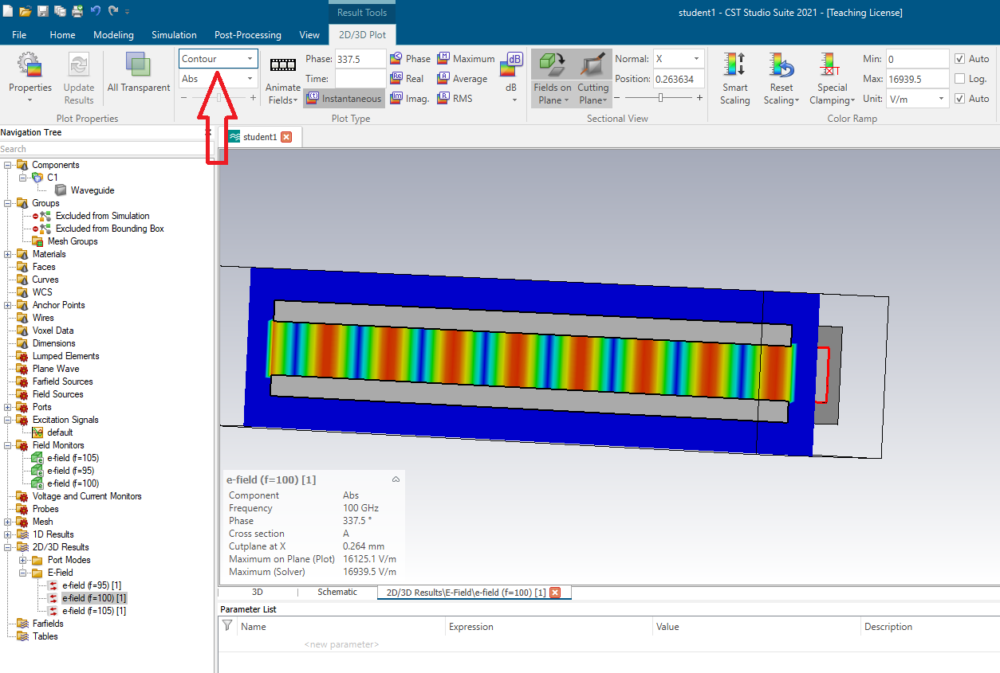 Result Tools
student1 - CST Studio Suite 2021 - [Teaching License]
File Home Modeling Simulation Post-Processing View 2D/3D Plot
Contour
Abs
Properties
Update Results
All Transparent
Plot Properties
Animate Fields
Phase: 337.5
Time:
Instantaneous
Phase
Real
Imag.
Maximum
Average
RMS
dB
dB
Plot Type
Fields on Plane
Cutting Plane
Normal: X
Position: 0.263634
Sectional View
Smart Scaling
Reset Scaling
Special Clamping
Min: 0
Max: 16939.5
Unit: V/m
Auto
Log.
Auto
Color Ramp
Navigation Tree
Search
Components
C1
Waveguide
Groups
Excluded from Simulation
Excluded from Bounding Box
Mesh Groups
Materials
Faces
Curves
WCS
Anchor Points
Wires
Voxel Data
Dimensions
Lumped Elements
Plane Wave
Farfield Sources
Field Sources
Ports
Excitation Signals
default
Field Monitors
e-field (f=105)
e-field (f=95)
e-field (f=100)
Voltage and Current Monitors
Probes
Mesh
1D Results
2D/3D Results
Port Modes
E-Field
e-field (f=95) [1]
e-field (f=100) [1]
e-field (f=105) [1]
Farfields
Tables
student1
e-field (f=100) [1]
Component Abs
Frequency 100 GHz
Phase 337.5 °
Cross section A
Cutplane at X 0.264 mm
Maximum on Plane (Plot) 16125.1 V/m
Maximum (Solver) 16939.5 V/m
3D Schematic 2D/3D Results\E-Field\e-field (f=100) [1]
Parameter List
Name Expression Value Description
<new parameter>